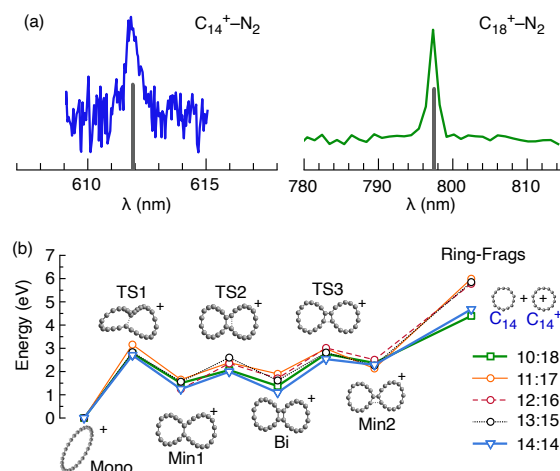 (a)
C14+–N2
C18+–N2
610
615
780
790
800
810
λ (nm)
λ (nm)
(b)
7
6
5
4
3
2
1
0
Energy (eV)
Ring-Frags
TS1
TS2
TS3
+
+
+
+ +
C14 C14+
+
Mono
+
Min1
+
Bi
+
Min2
10:18
11:17
12:16
13:15
14:14